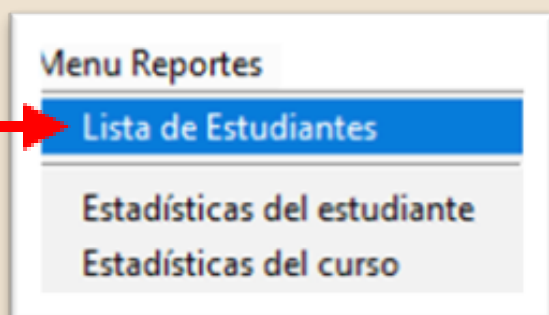 Menu Reportes
Lista de Estudiantes
Estadísticas del estudiante
Estadísticas del curso